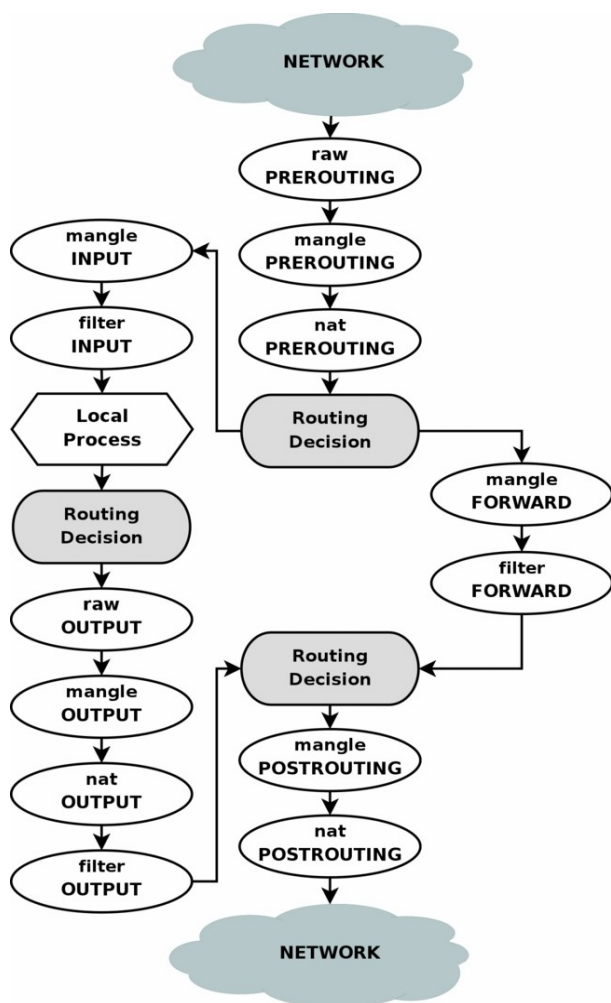 NETWORK
raw
PREROUTING
mangle
PREROUTING
nat
PREROUTING
Routing
Decision
mangle
INPUT
filter
INPUT
Local
Process
Routing
Decision
raw
OUTPUT
mangle
OUTPUT
nat
OUTPUT
filter
OUTPUT
mangle
FORWARD
filter
FORWARD
Routing
Decision
mangle
POSTROUTING
nat
POSTROUTING
NETWORK